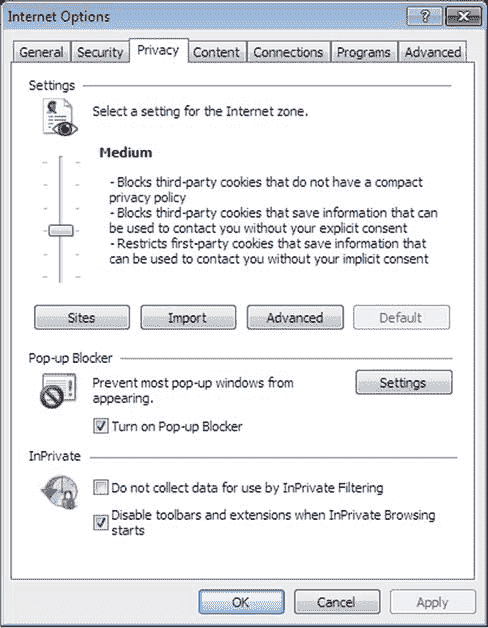 Internet Options
General Security Privacy Content Connections Programs Advanced
Settings
Select a setting for the Internet zone.
Medium
- Blocks third-party cookies that do not have a compact
privacy policy
- Blocks third-party cookies that save information that can
be used to contact you without your explicit consent
- Restricts first-party cookies that save information that
can be used to contact you without your implicit consent
Sites Import Advanced Default
Pop-up Blocker
Prevent most pop-up windows from
appearing.
Settings
Turn on Pop-up Blocker
InPrivate
Do not collect data for use by InPrivate Filtering
Disable toolbars and extensions when InPrivate Browsing
starts
OK Cancel Apply